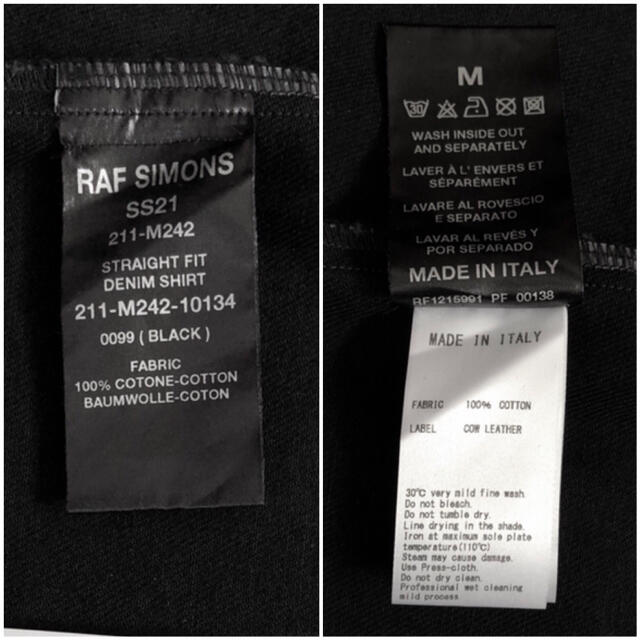 RAF SIMONS
SS21
211-M242
STRAIGHT FIT
DENIM SHIRT
211-M242-10134
0099 ( BLACK )
FABRIC
100% COTONE-COTTON
BAUMWOLLE-COTON
M
30
WASH INSIDE OUT
AND SEPARATELY
LAVER À L' ENVERS ET
SÉPARÉMENT
LAVARE AL ROVESCIO
E SEPARATO
LAVAR AL REVÉS Y
POR SEPARADO
MADE IN ITALY
RF1215991 PF 00138
MADE IN ITALY
FABRIC 100% COTTON
LABEL COW LEATHER
30℃ very mild fine wash
Do not bleach.
Do not tumble dry.
Line drying in the shade.
Iron at maximum sole plate
temperature(110℃)
Steam may cause damage.
Use Press-cloth.
Do not dry clean.
Professional wet cleaning
mild process